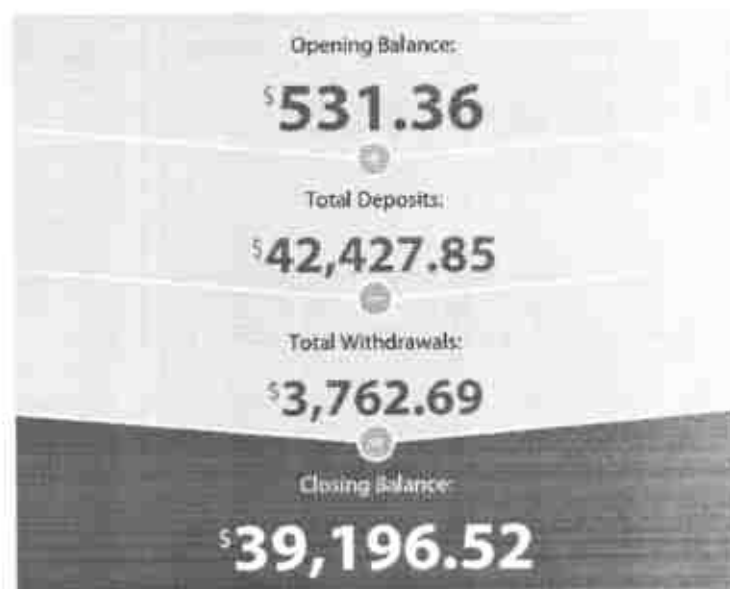 Opening Balance:
$531.36
+
Total Deposits:
$42,427.85
−
Total Withdrawals:
$3,762.69
=
Closing Balance:
$39,196.52